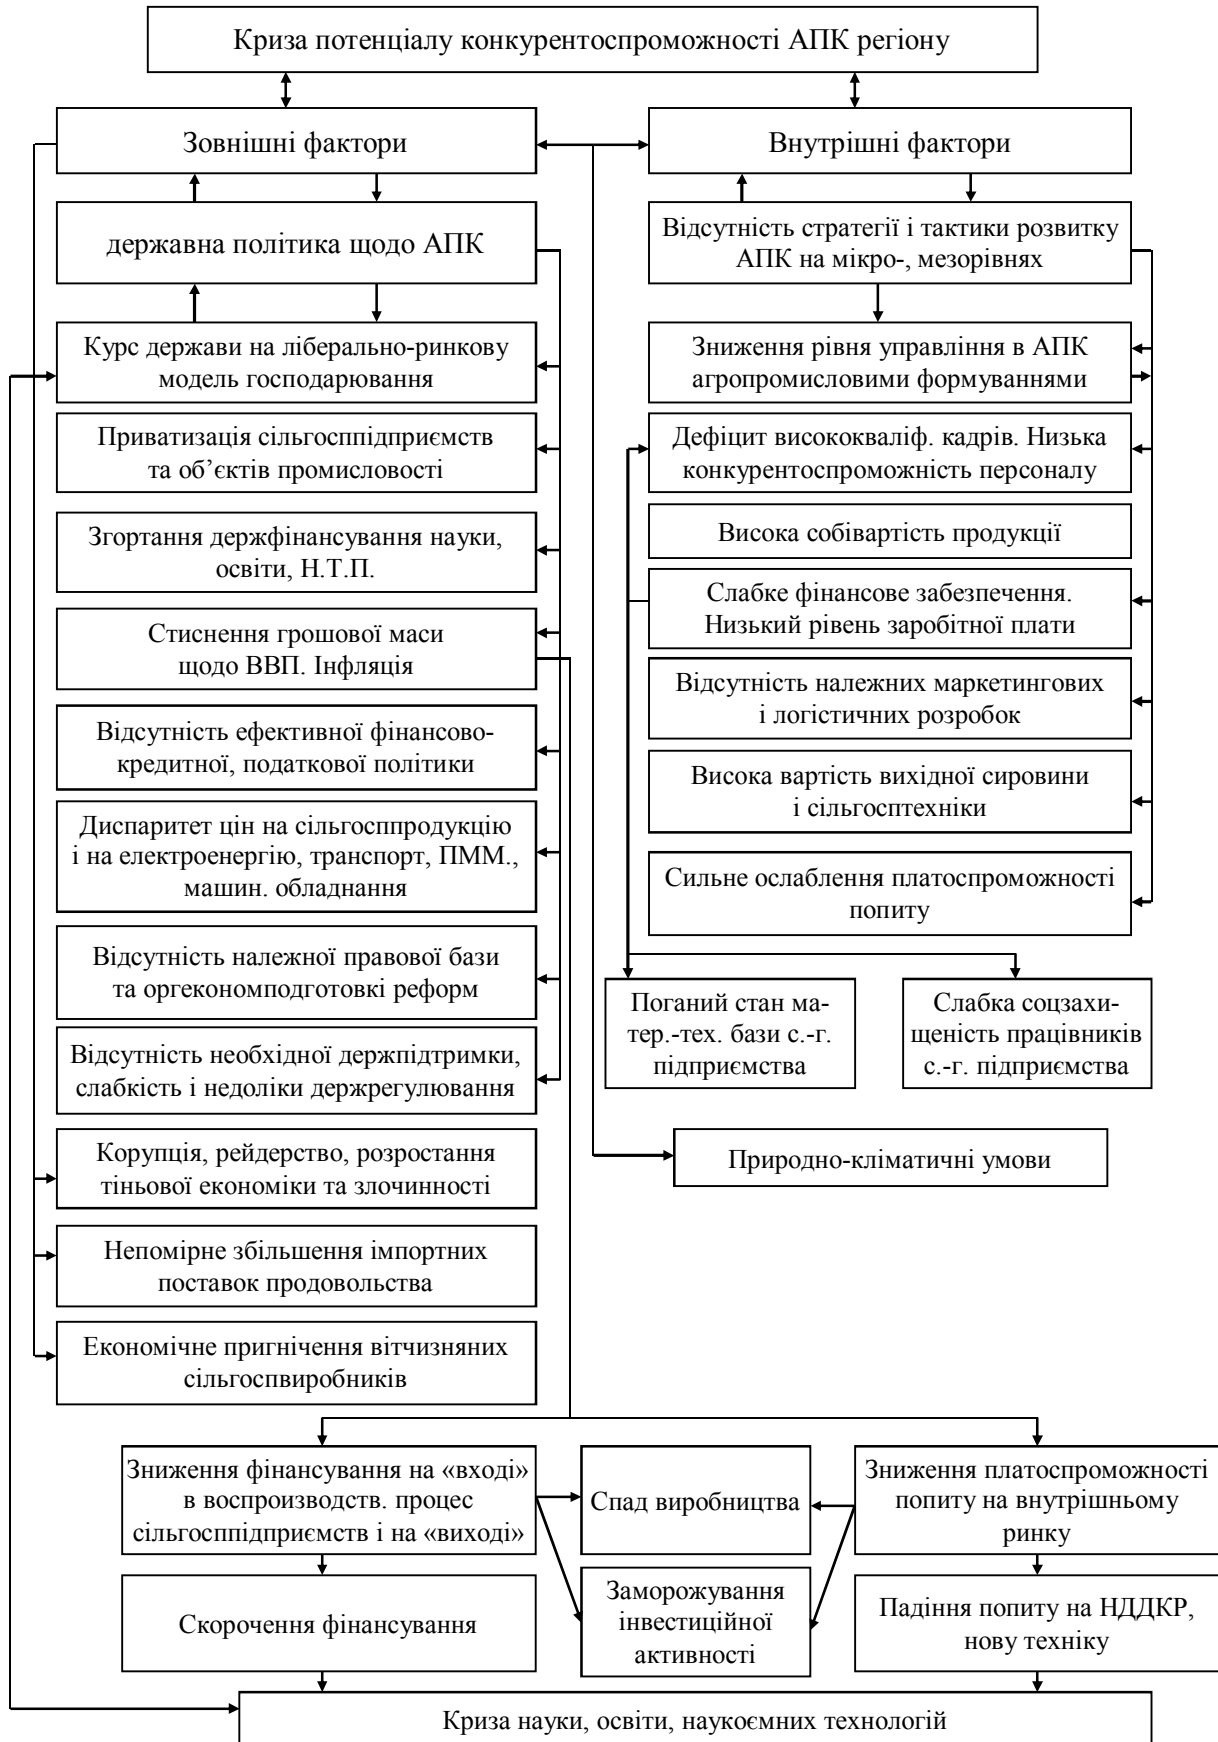 Криза потенціалу конкурентоспроможності АПК регіону
Зовнішні фактори
Внутрішні фактори
державна політика щодо АПК
Відсутність стратегії і тактики розвитку
АПК на мікро-, мезорівнях
Курс держави на ліберально-ринкову
модель господарювання
Зниження рівня управління в АПК
агропромисловими формуваннями
Приватизація сільгосппідприємств
та об’єктів промисловості
Дефіцит висококваліф. кадрів. Низька
конкурентоспроможність персоналу
Згортання держфінансування науки,
освіти, Н.Т.П.
Висока собівартість продукції
Стиснення грошової маси
щодо ВВП. Інфляція
Слабке фінансове забезпечення.
Низький рівень заробітної плати
Відсутність ефективної фінансово-
кредитної, податкової політики
Відсутність належних маркетингових
і логістичних розробок
Диспаритет цін на сільгосппродукцію
і на електроенергію, транспорт, ПММ.,
машин. обладнання
Висока вартість вихідної сировини
і сільгосптехніки
Сильне ослаблення платоспроможності
попиту
Відсутність належної правової бази
та оргекономподготовкі реформ
Поганий стан ма-
тер.-тех. бази с.-г.
підприємства
Слабка соцзахи-
щеність працівників
с.-г. підприємства
Відсутність необхідної держпідтримки,
слабкість і недоліки держрегулювання
Корупція, рейдерство, розростання
тіньової економіки та злочинності
Природно-кліматичні умови
Непомірне збільшення імпортних
поставок продовольства
Економічне пригнічення вітчизняних
сільгоспвиробників
Зниження фінансування на «вході»
в воспроизводств. процес
сільгосппідприємств і на «виході»
Спад виробництва
Зниження платоспроможності
попиту на внутрішньому
ринку
Скорочення фінансування
Заморожування
інвестиційної
активності
Падіння попиту на НДДКР,
нову техніку
Криза науки, освіти, наукоємних технологій